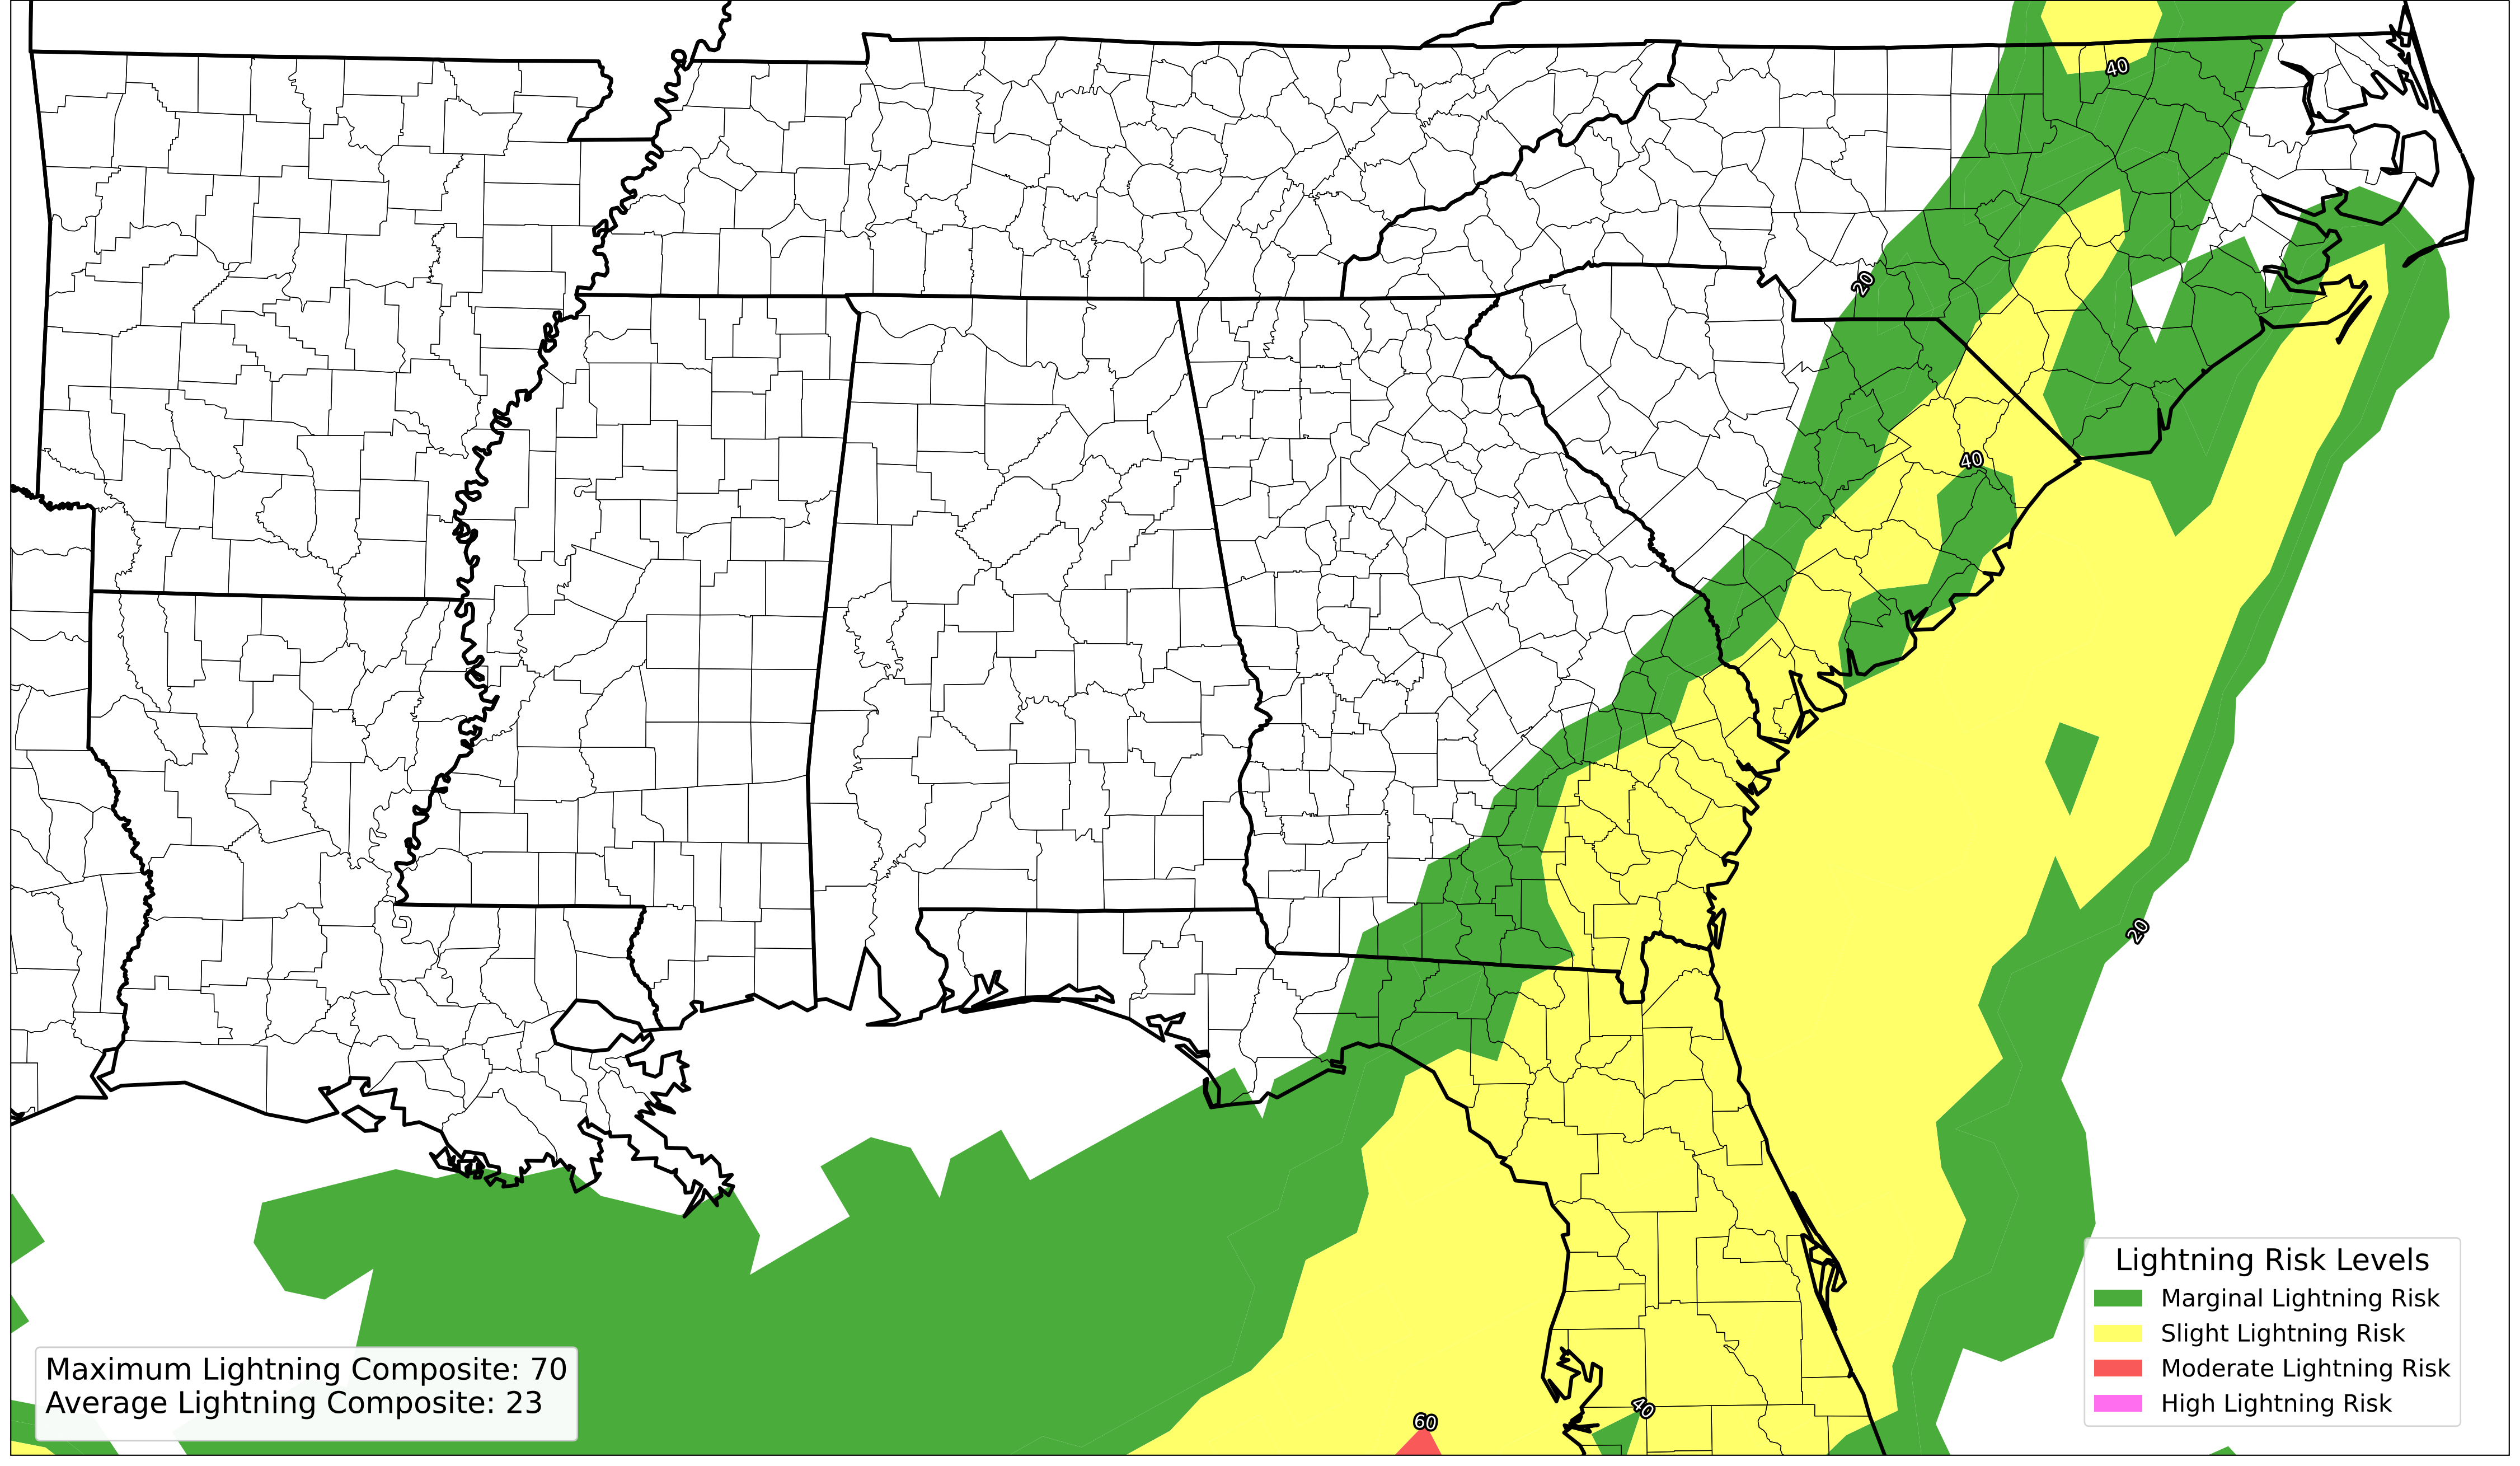 40
20
40
20
40
60
Maximum Lightning Composite: 70
Average Lightning Composite: 23
Lightning Risk Levels
Marginal Lightning Risk
Slight Lightning Risk
Moderate Lightning Risk
High Lightning Risk